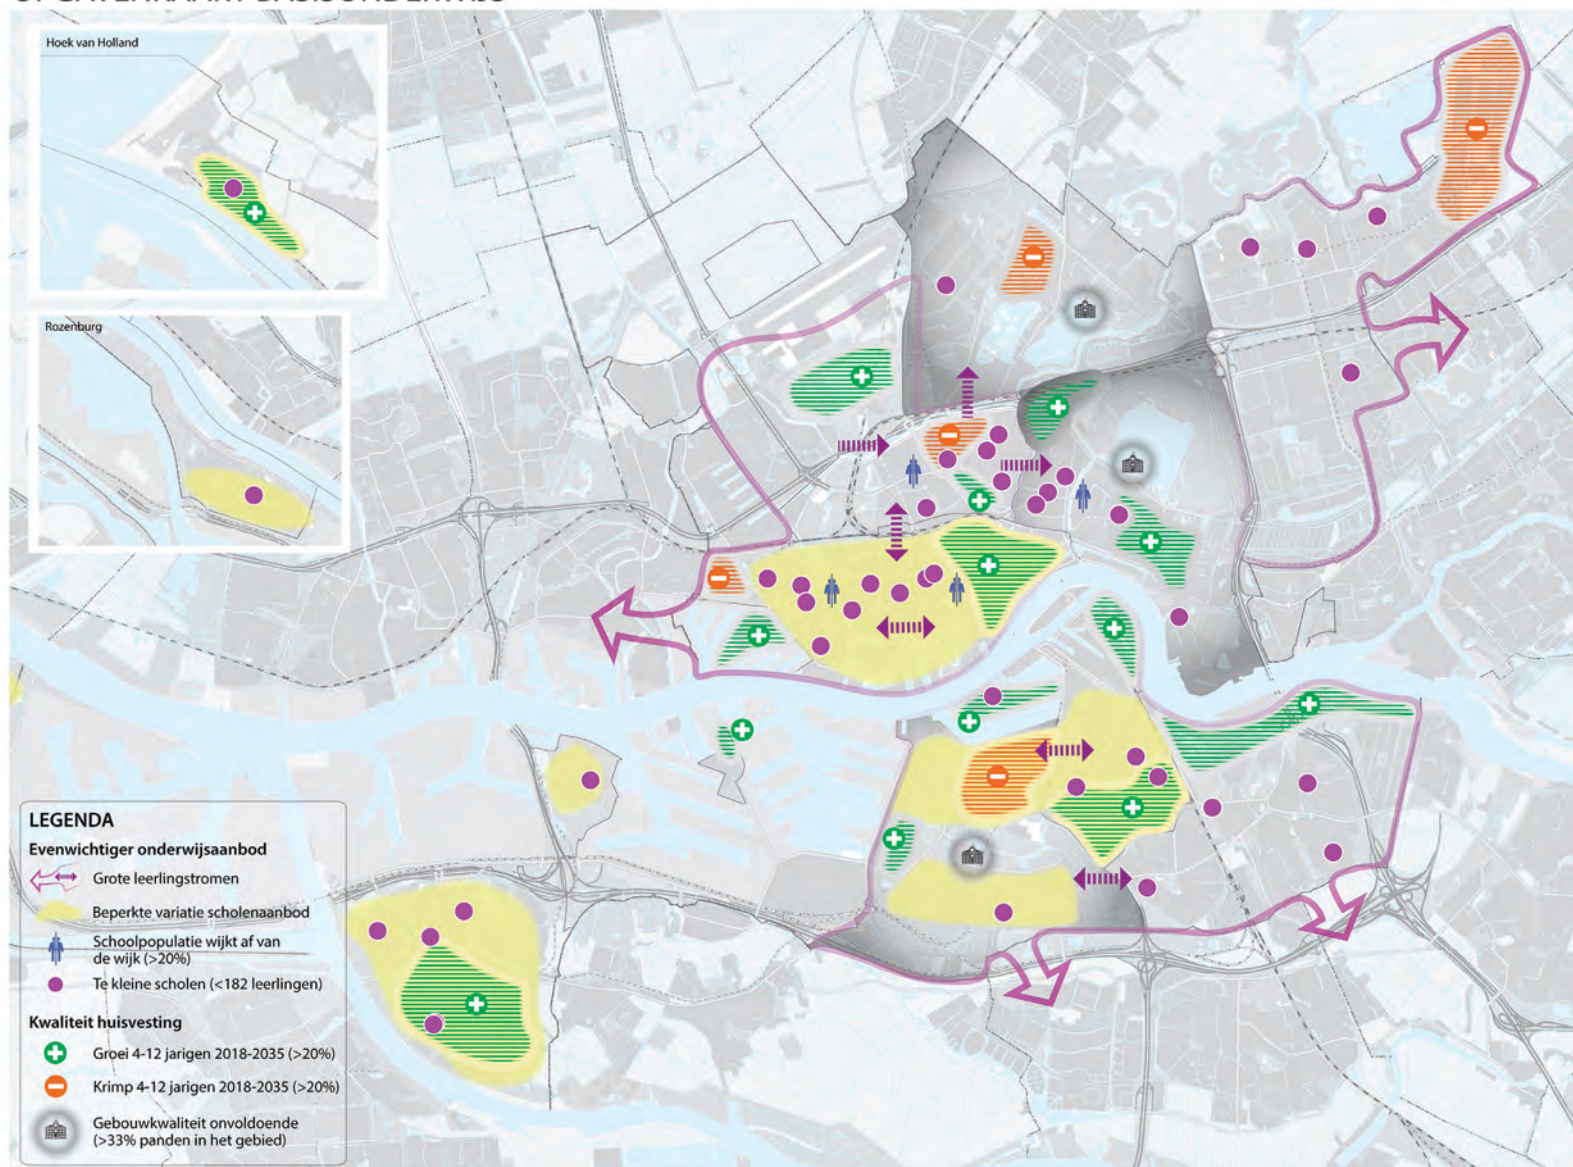 OPGAVENKAART BASISONDERWIJS
Hoek van Holland
Rozenburg
LEGENDA
Evenwichtiger onderwijsaanbod
Grote leerlingstromen
Beperkte variatie scholenaanbod
Schoolpopulatie wijkt af van
de wijk (>20%)
Te kleine scholen (<182 leerlingen)
Kwaliteit huisvesting
Groei 4-12 jarigen 2018-2035 (>20%)
Krimp 4-12 jarigen 2018-2035 (>20%)
Gebouwkwaliteit onvoldoende
(>33% panden in het gebied)